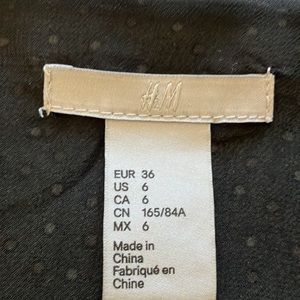 H&M
EUR 36
US 6
CA 6
CN 165/84A
MX 6
Made in
China
Fabriqué en
Chine